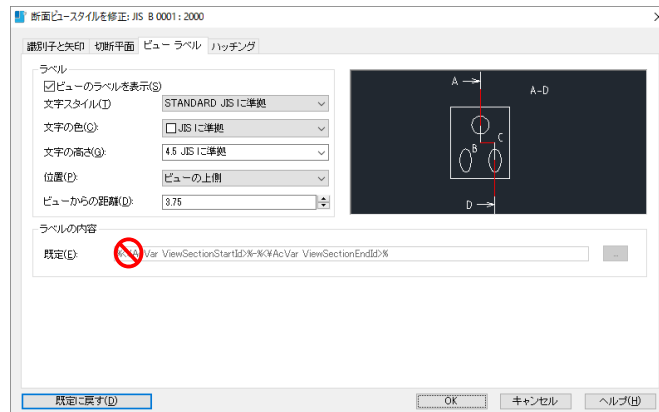 断面ビュースタイルを修正: JIS B 0001 : 2000
識別子と矢印 切断平面 ビュー ラベル ハッチング
ラベル
ビューのラベルを表示(S)
文字スタイル(T) STANDARD JIS に準拠
文字の色(C): JIS に準拠
文字の高さ(G): 4.5 JIS に準拠
位置(P): ビューの上側
ビューからの距離(D): 3.75
A
A-D
C
B
D
ラベルの内容
既定(E): Var ViewSectionStartId>%-%<¥AcVar ViewSectionEndId>%
...
既定に戻す(D) OK キャンセル ヘルプ(H)